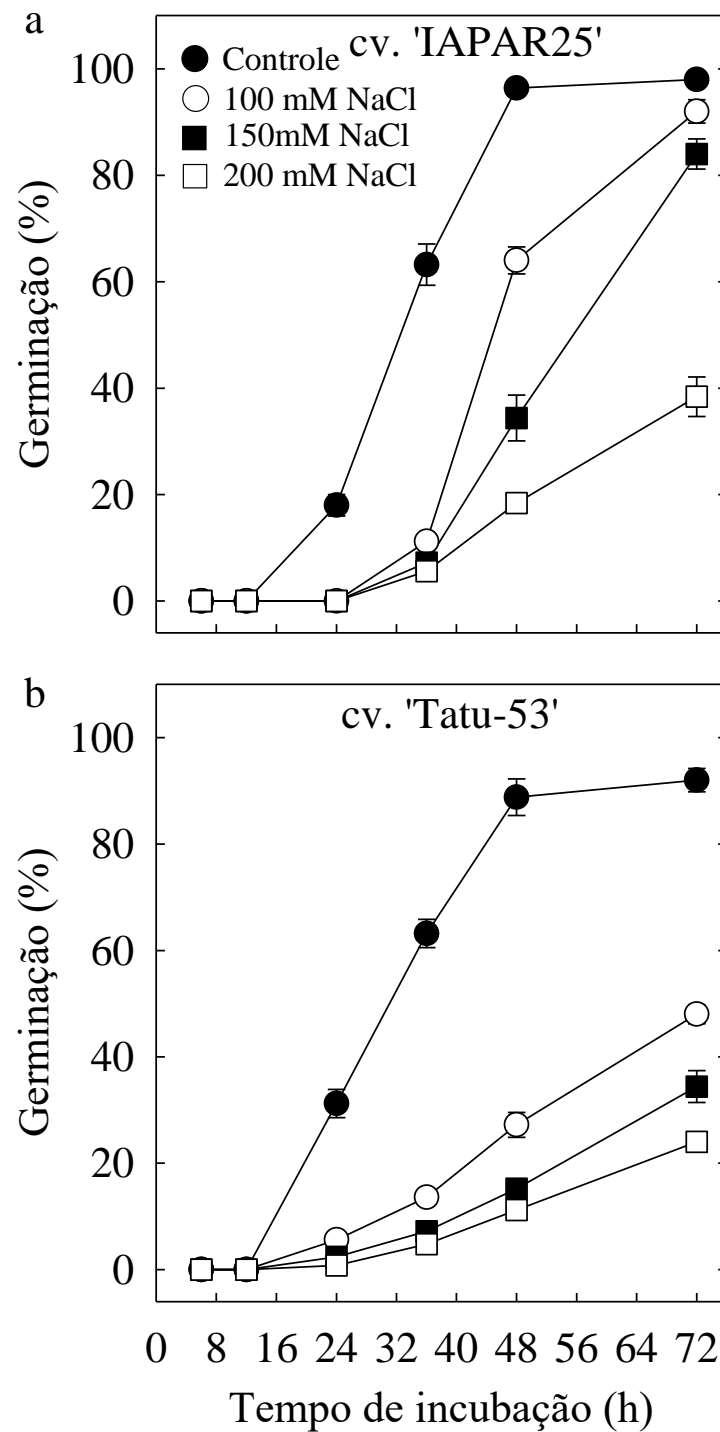 a
cv. 'IAPAR25'
Controle
100 mM NaCl
150mM NaCl
200 mM NaCl
100
80
60
40
20
0
Germinação (%)
b
cv. 'Tatu-53'
100
80
60
40
20
0
Germinação (%)
0 8 16 24 32 40 48 56 64 72
Tempo de incubação (h)